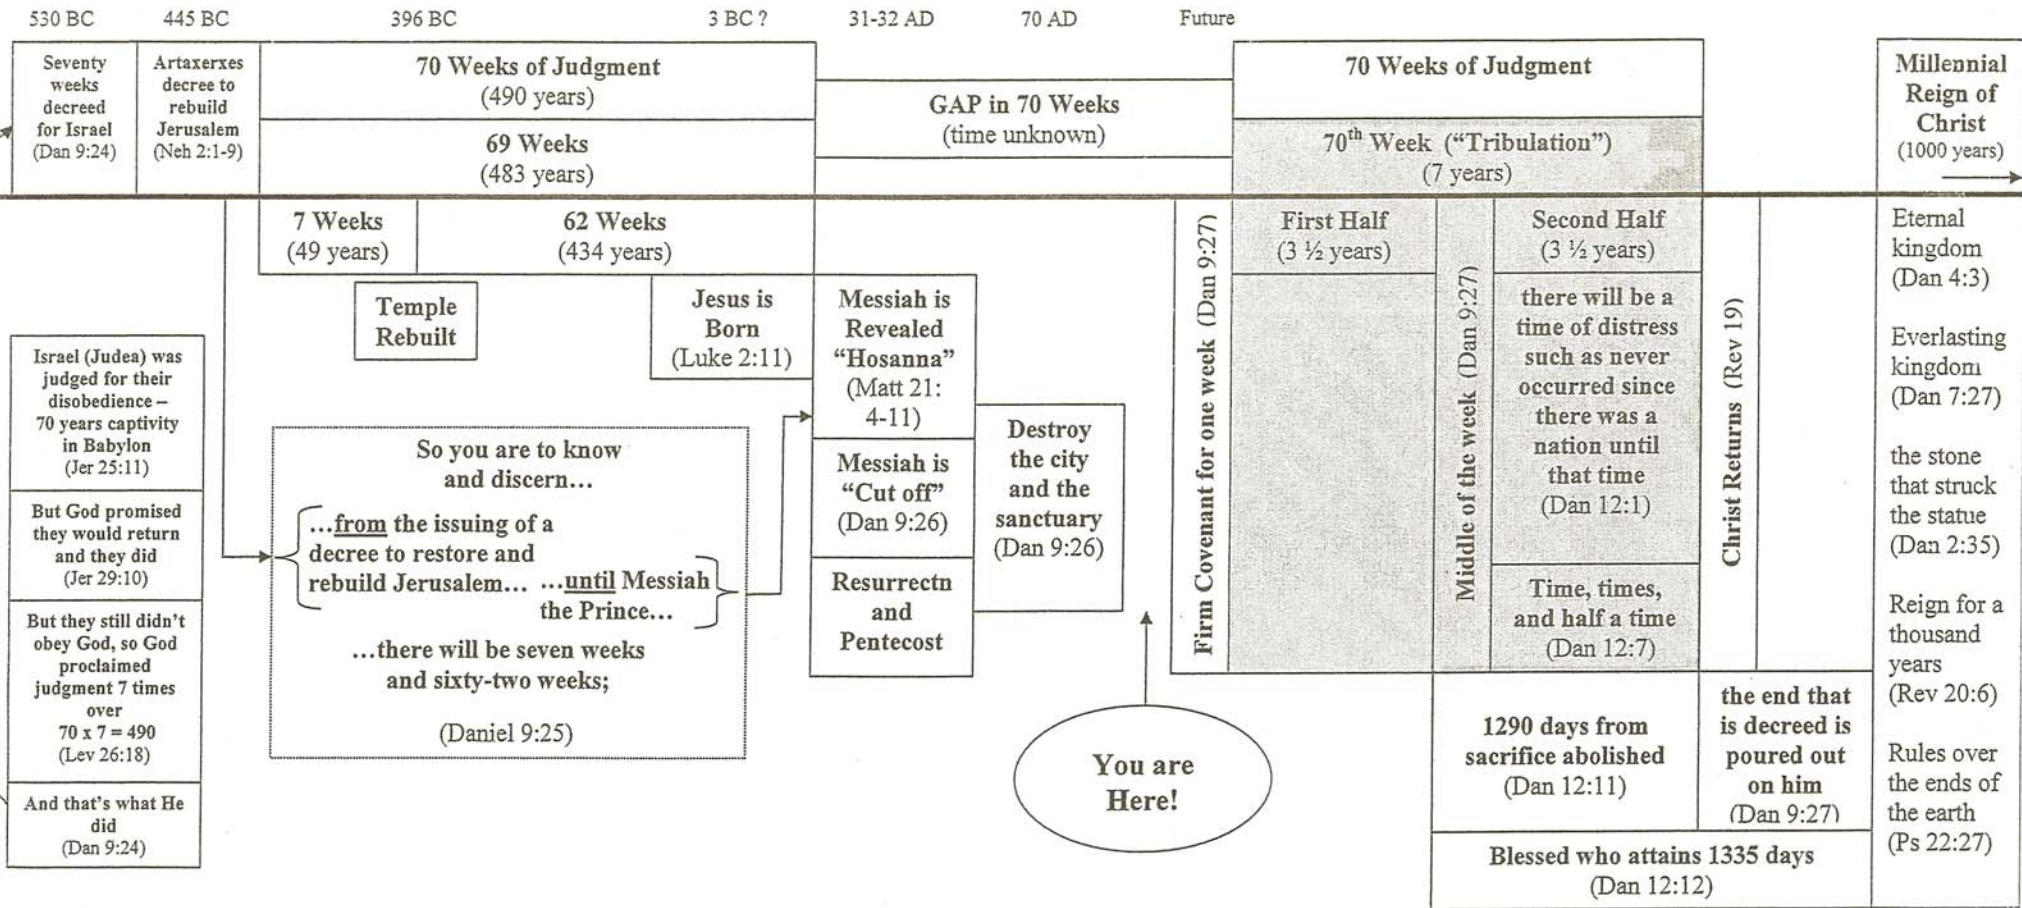 530 BC 445 BC 396 BC 3 BC ? 31-32 AD 70 AD Future
Seventy
weeks
decreed
for Israel
(Dan 9:24)
Artaxerxes
decree to
rebuild
Jerusalem
(Neh 2:1-9)
70 Weeks of Judgment
(490 years)
69 Weeks
(483 years)
GAP in 70 Weeks
(time unknown)
70 Weeks of Judgment
70th Week (“Tribulation”)
(7 years)
Millennial
Reign of
Christ
(1000 years)
7 Weeks
(49 years)
62 Weeks
(434 years)
Temple
Rebuilt
Jesus is
Born
(Luke 2:11)
Messiah is
Revealed
“Hosanna”
(Matt 21:
4-11)
Messiah is
“Cut off”
(Dan 9:26)
Resurrectn
and
Pentecost
Destroy
the city
and the
sanctuary
(Dan 9:26)
Israel (Judea) was
judged for their
disobedience –
70 years captivity
in Babylon
(Jer 25:11)
But God promised
they would return
and they did
(Jer 29:10)
But they still didn’t
obey God, so God
proclaimed
judgment 7 times
over
70 x 7 = 490
(Lev 26:18)
And that’s what He
did
(Dan 9:24)
So you are to know
and discern…
…from the issuing of a
decree to restore and
rebuild Jerusalem…
…until Messiah
the Prince…
…there will be seven weeks
and sixty-two weeks;
(Daniel 9:25)
You are
Here!
Firm Covenant for one week (Dan 9:27)
First Half
(3 ½ years)
Middle of the week (Dan 9:27)
Second Half
(3 ½ years)
there will be a
time of distress
such as never
occurred since
there was a
nation until
that time
(Dan 12:1)
Time, times,
and half a time
(Dan 12:7)
Christ Returns (Rev 19)
1290 days from
sacrifice abolished
(Dan 12:11)
the end that
is decreed is
poured out
on him
(Dan 9:27)
Blessed who attains 1335 days
(Dan 12:12)
Eternal
kingdom
(Dan 4:3)
Everlasting
kingdom
(Dan 7:27)
the stone
that struck
the statue
(Dan 2:35)
Reign for a
thousand
years
(Rev 20:6)
Rules over
the ends of
the earth
(Ps 22:27)